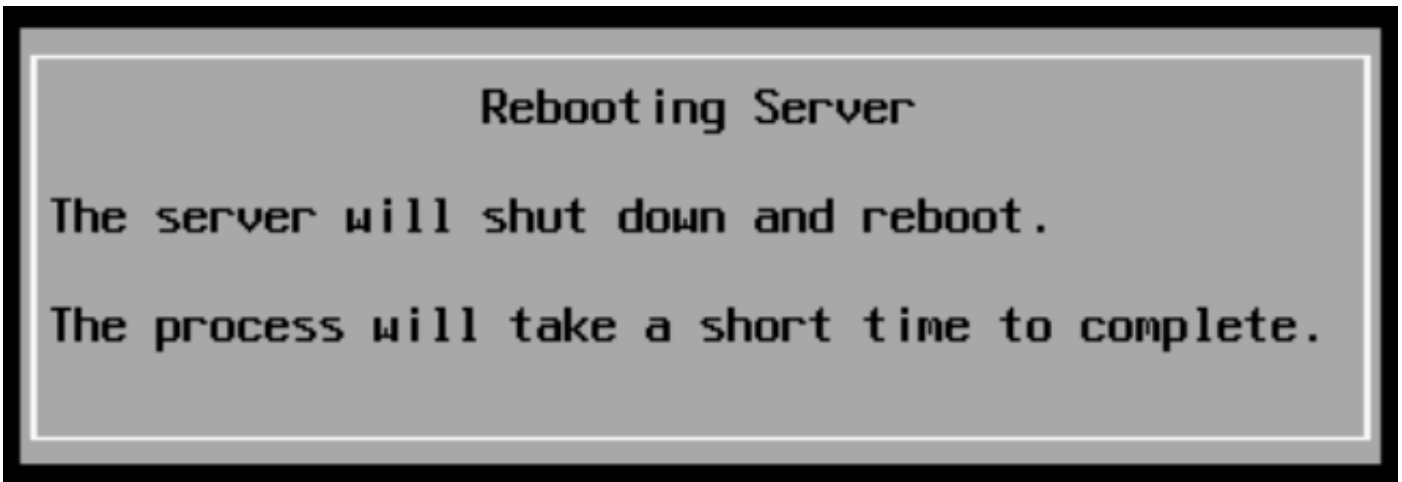 Rebooting Server
The server will shut down and reboot.
The process will take a short time to complete.